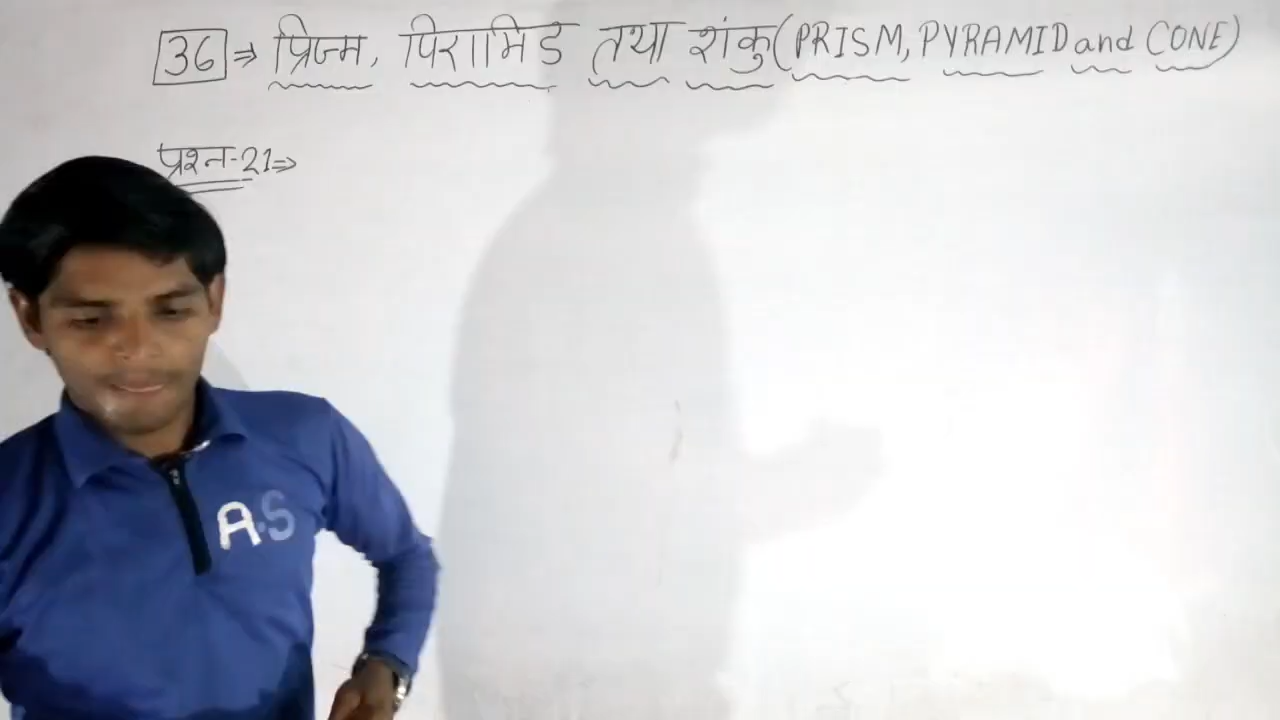 36 ⇒ प्रिज्म, पिरामिड तथा शंकु (PRISM, PYRAMID and CONE)
प्रश्न-21⇒
A.S